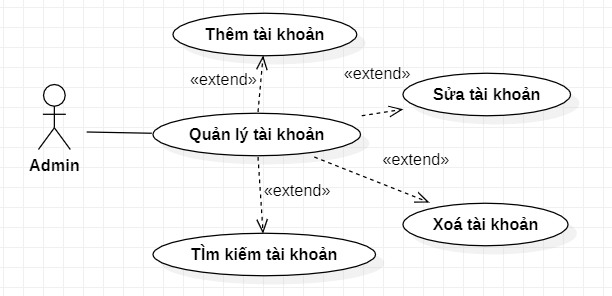 Thêm tài khoản
«extend»
«extend»
Sửa tài khoản
Quản lý tài khoản
Admin
«extend»
«extend»
Xoá tài khoản
TÌm kiếm tài khoản